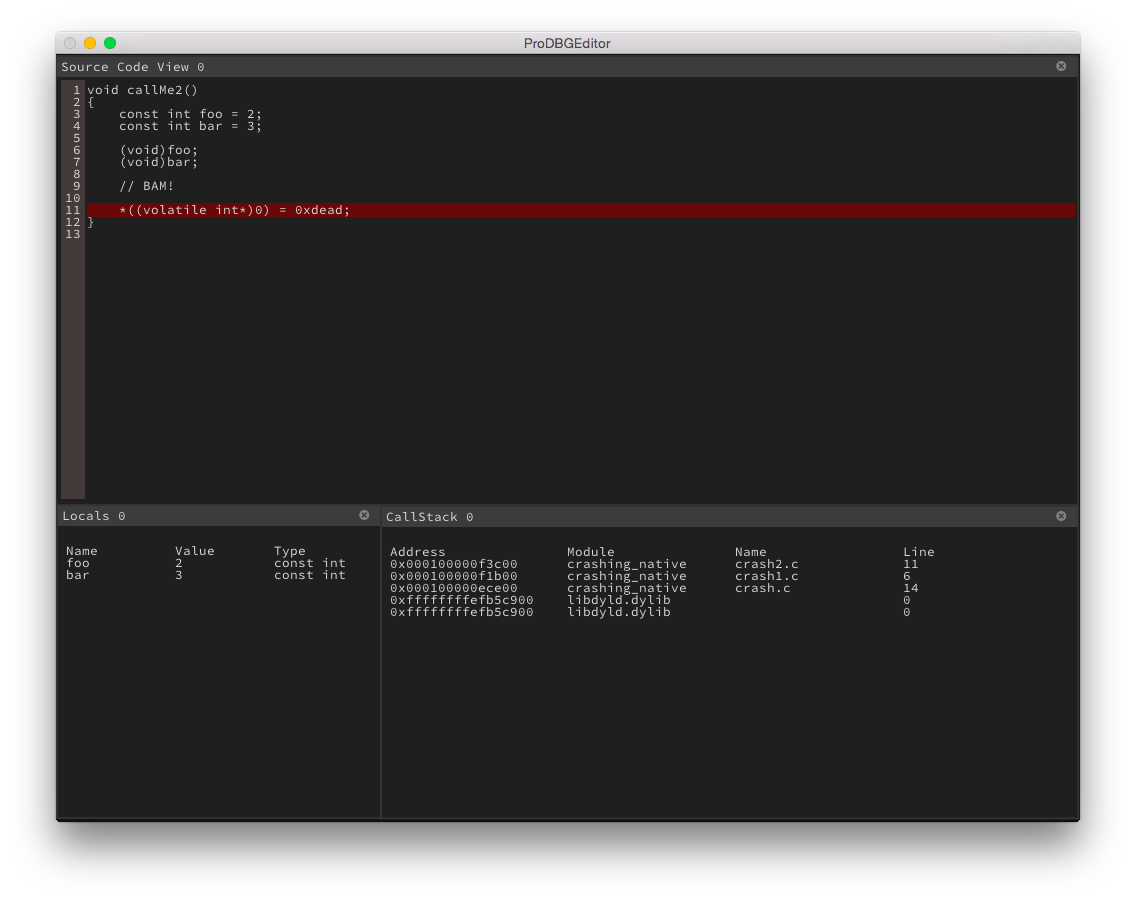 ProDBGEditor
Source Code View 0
1 void callMe2()
2 {
3     const int foo = 2;
4     const int bar = 3;
5
6     (void)foo;
7     (void)bar;
8
9     // BAM!
10
11     *((volatile int*)0) = 0xdead;
12 }
13
Locals 0
Name Value Type
foo 2 const int
bar 3 const int
CallStack 0
Address Module Name Line
0x000100000f3c00 crashing_native crash2.c 11
0x000100000f1b00 crashing_native crash1.c 6
0x000100000ece00 crashing_native crash.c 14
0xffffffffefb5c900 libdyld.dylib 0
0xffffffffefb5c900 libdyld.dylib 0